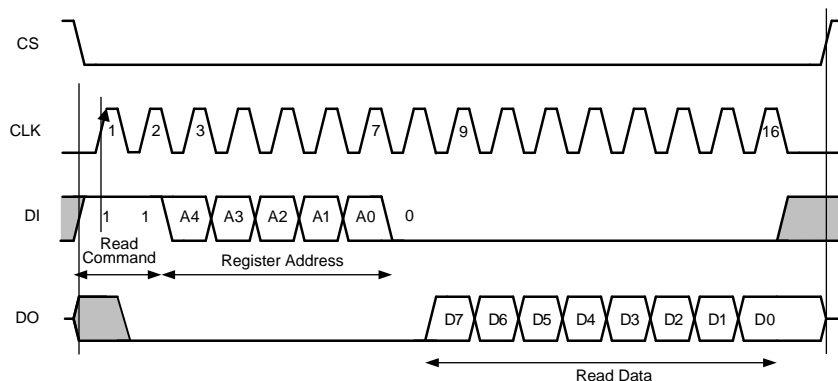 CS
CLK
1 2 3 7 9 16
DI
1 1 A4 A3 A2 A1 A0 0
Read
Command
Register Address
DO
D7 D6 D5 D4 D3 D2 D1 D0
Read Data